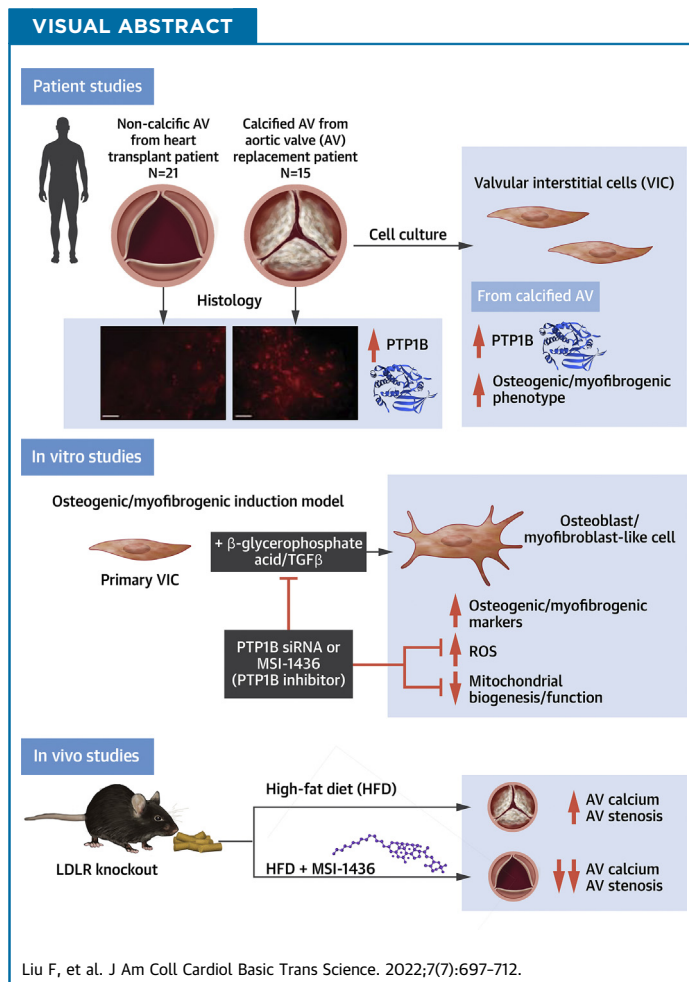 VISUAL ABSTRACT
Patient studies
Non-calcific AV
from heart
transplant patient
N=21
Calcified AV from
aortic valve (AV)
replacement patient
N=15
Cell culture
Valvular interstitial cells (VIC)
From calcified AV
PTP1B
Osteogenic/myofibrogenic
phenotype
Histology
PTP1B
In vitro studies
Osteogenic/myofibrogenic induction model
Primary VIC
+ β-glycerophosphate
acid/TGFβ
Osteoblast/
myofibroblast-like cell
PTP1B siRNA or
MSI-1436
(PTP1B inhibitor)
Osteogenic/myofibrogenic
markers
ROS
Mitochondrial
biogenesis/function
In vivo studies
LDLR knockout
High-fat diet (HFD)
AV calcium
AV stenosis
HFD + MSI-1436
AV calcium
AV stenosis
Liu F, et al. J Am Coll Cardiol Basic Trans Science. 2022;7(7):697–712.